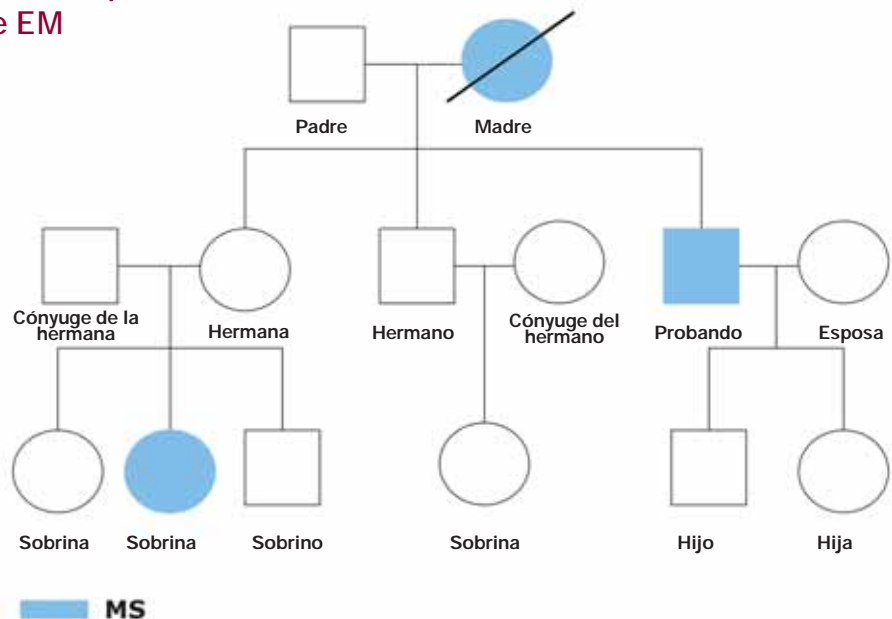 e EM
Padre
Madre
Cónyuge de la
hermana
Hermana
Hermano
Cónyuge del
hermano
Probando
Esposa
Sobrina
Sobrina
Sobrino
Sobrina
Hijo
Hija
MS